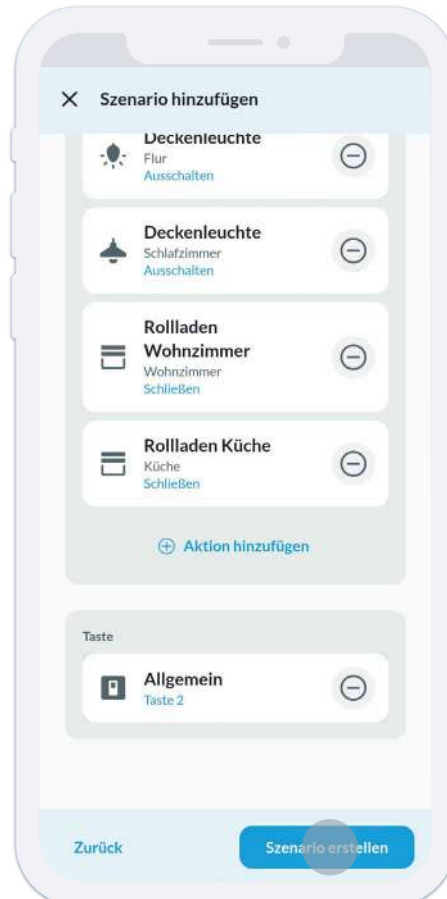 Szenario hinzufügen
Deckenleuchte
Flur
Ausschalten
Deckenleuchte
Schlafzimmer
Ausschalten
Rollladen
Wohnzimmer
Wohnzimmer
Schließen
Rollladen Küche
Küche
Schließen
Aktion hinzufügen
Taste
Allgemein
Taste 2
Zurück
Szenario erstellen